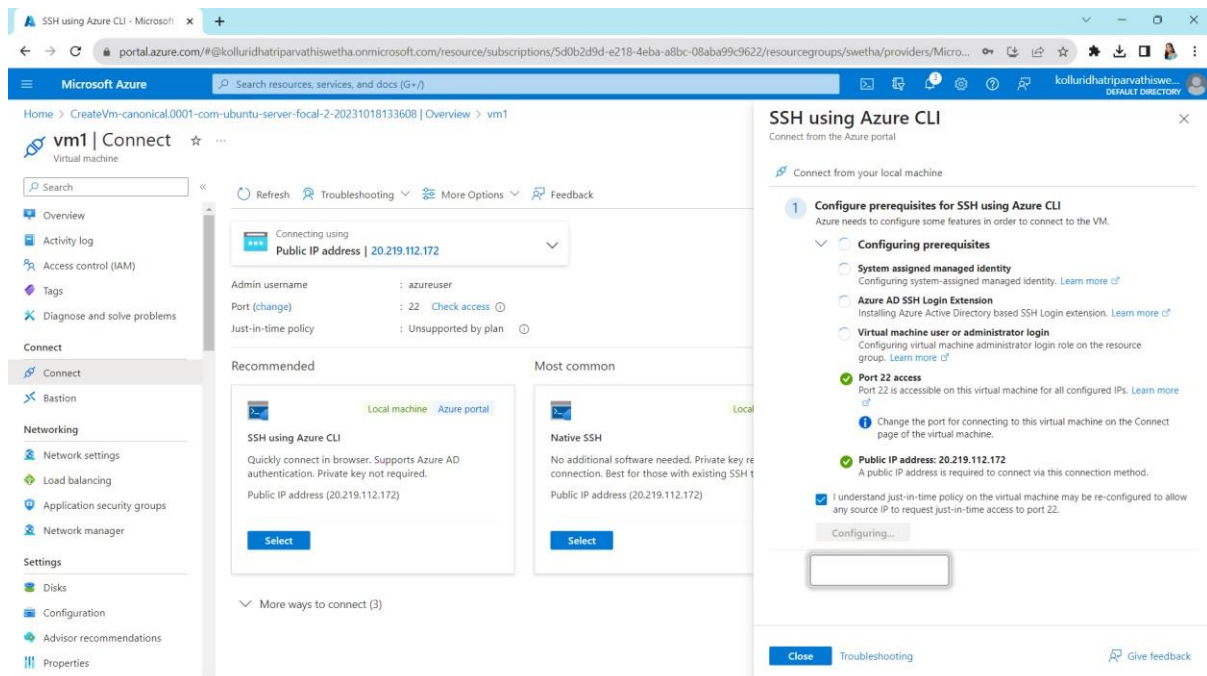 SSH using Azure CLI - Microsoft
portal.azure.com/#@kolluridhatriparvathiswetha.onmicrosoft.com/resource/subscriptions/5d0b2d9d-e218-4eba-a8bc-08aba99c9622/resourcegroups/swetha/providers/Micro...
Microsoft Azure
Search resources, services, and docs (G+/)
3
kolluridhatriparvathiswe...
DEFAULT DIRECTORY
Home > CreateVm-canonical.0001-com-ubuntu-server-focal-2-20231018133608 | Overview > vm1
vm1 | Connect
Virtual machine
Search
Overview
Activity log
Access control (IAM)
Tags
Diagnose and solve problems
Connect
Connect
Bastion
Networking
Network settings
Load balancing
Application security groups
Network manager
Settings
Disks
Configuration
Advisor recommendations
Properties
Refresh Troubleshooting More Options Feedback
Connecting using
Public IP address | 20.219.112.172
Admin username : azureuser
Port (change) : 22 Check access
Just-in-time policy : Unsupported by plan
Recommended
Local machine Azure portal
SSH using Azure CLI
Quickly connect in browser. Supports Azure AD
authentication. Private key not required.
Public IP address (20.219.112.172)
Select
Most common
Local
Native SSH
No additional software needed. Private key re
connection. Best for those with existing SSH t
Public IP address (20.219.112.172)
Select
More ways to connect (3)
SSH using Azure CLI
Connect from the Azure portal
Connect from your local machine
1 Configure prerequisites for SSH using Azure CLI
Azure needs to configure some features in order to connect to the VM.
Configuring prerequisites
System assigned managed identity
Configuring system-assigned managed identity. Learn more
Azure AD SSH Login Extension
Installing Azure Active Directory based SSH Login extension. Learn more
Virtual machine user or administrator login
Configuring virtual machine administrator login role on the resource
group. Learn more
Port 22 access
Port 22 is accessible on this virtual machine for all configured IPs. Learn more
Change the port for connecting to this virtual machine on the Connect
page of the virtual machine.
Public IP address: 20.219.112.172
A public IP address is required to connect via this connection method.
I understand just-in-time policy on the virtual machine may be re-configured to allow
any source IP to request just-in-time access to port 22.
Configuring...
Close Troubleshooting Give feedback